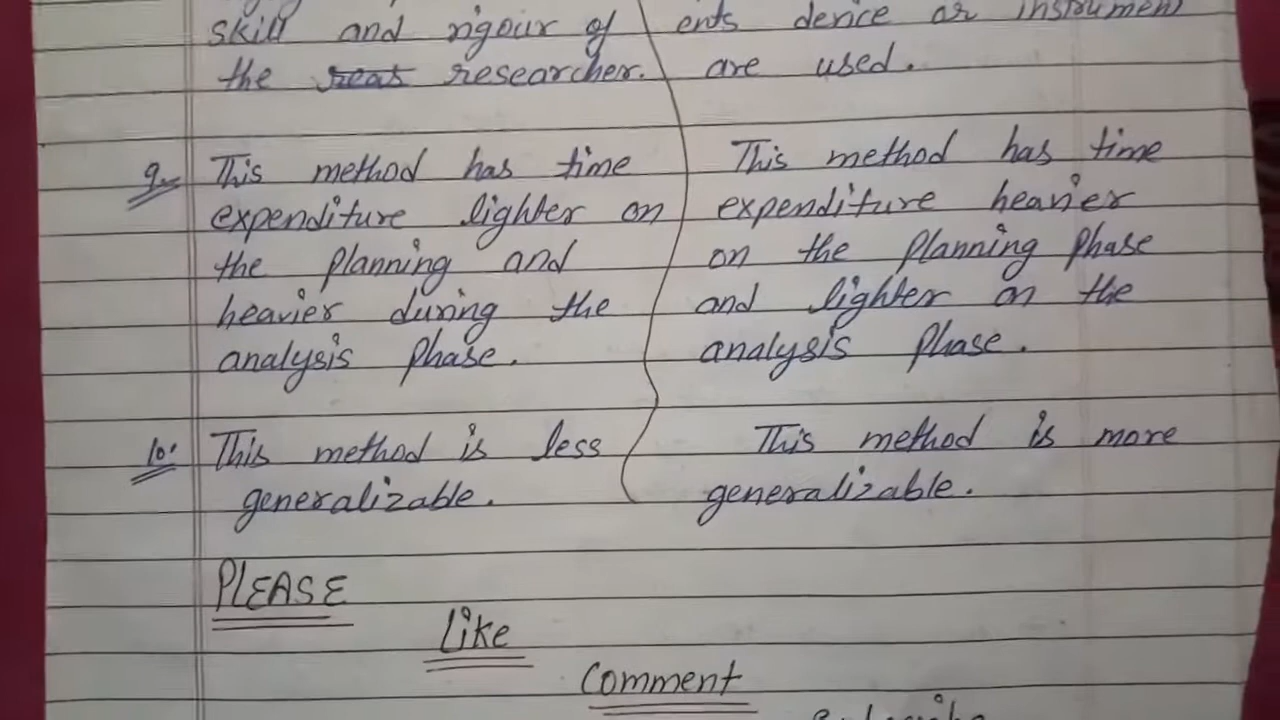 skill and rigour of
the reas researcher.
ents device or instrument
are used.
9. This method has time
expenditure lighter on
the planning and
heavier during the
analysis phase.
This method has time
expenditure heavier
on the planning phase
and lighter on the
analysis phase.
10. This method is less
generalizable.
This method is more
generalizable.
PLEASE
Like
Comment